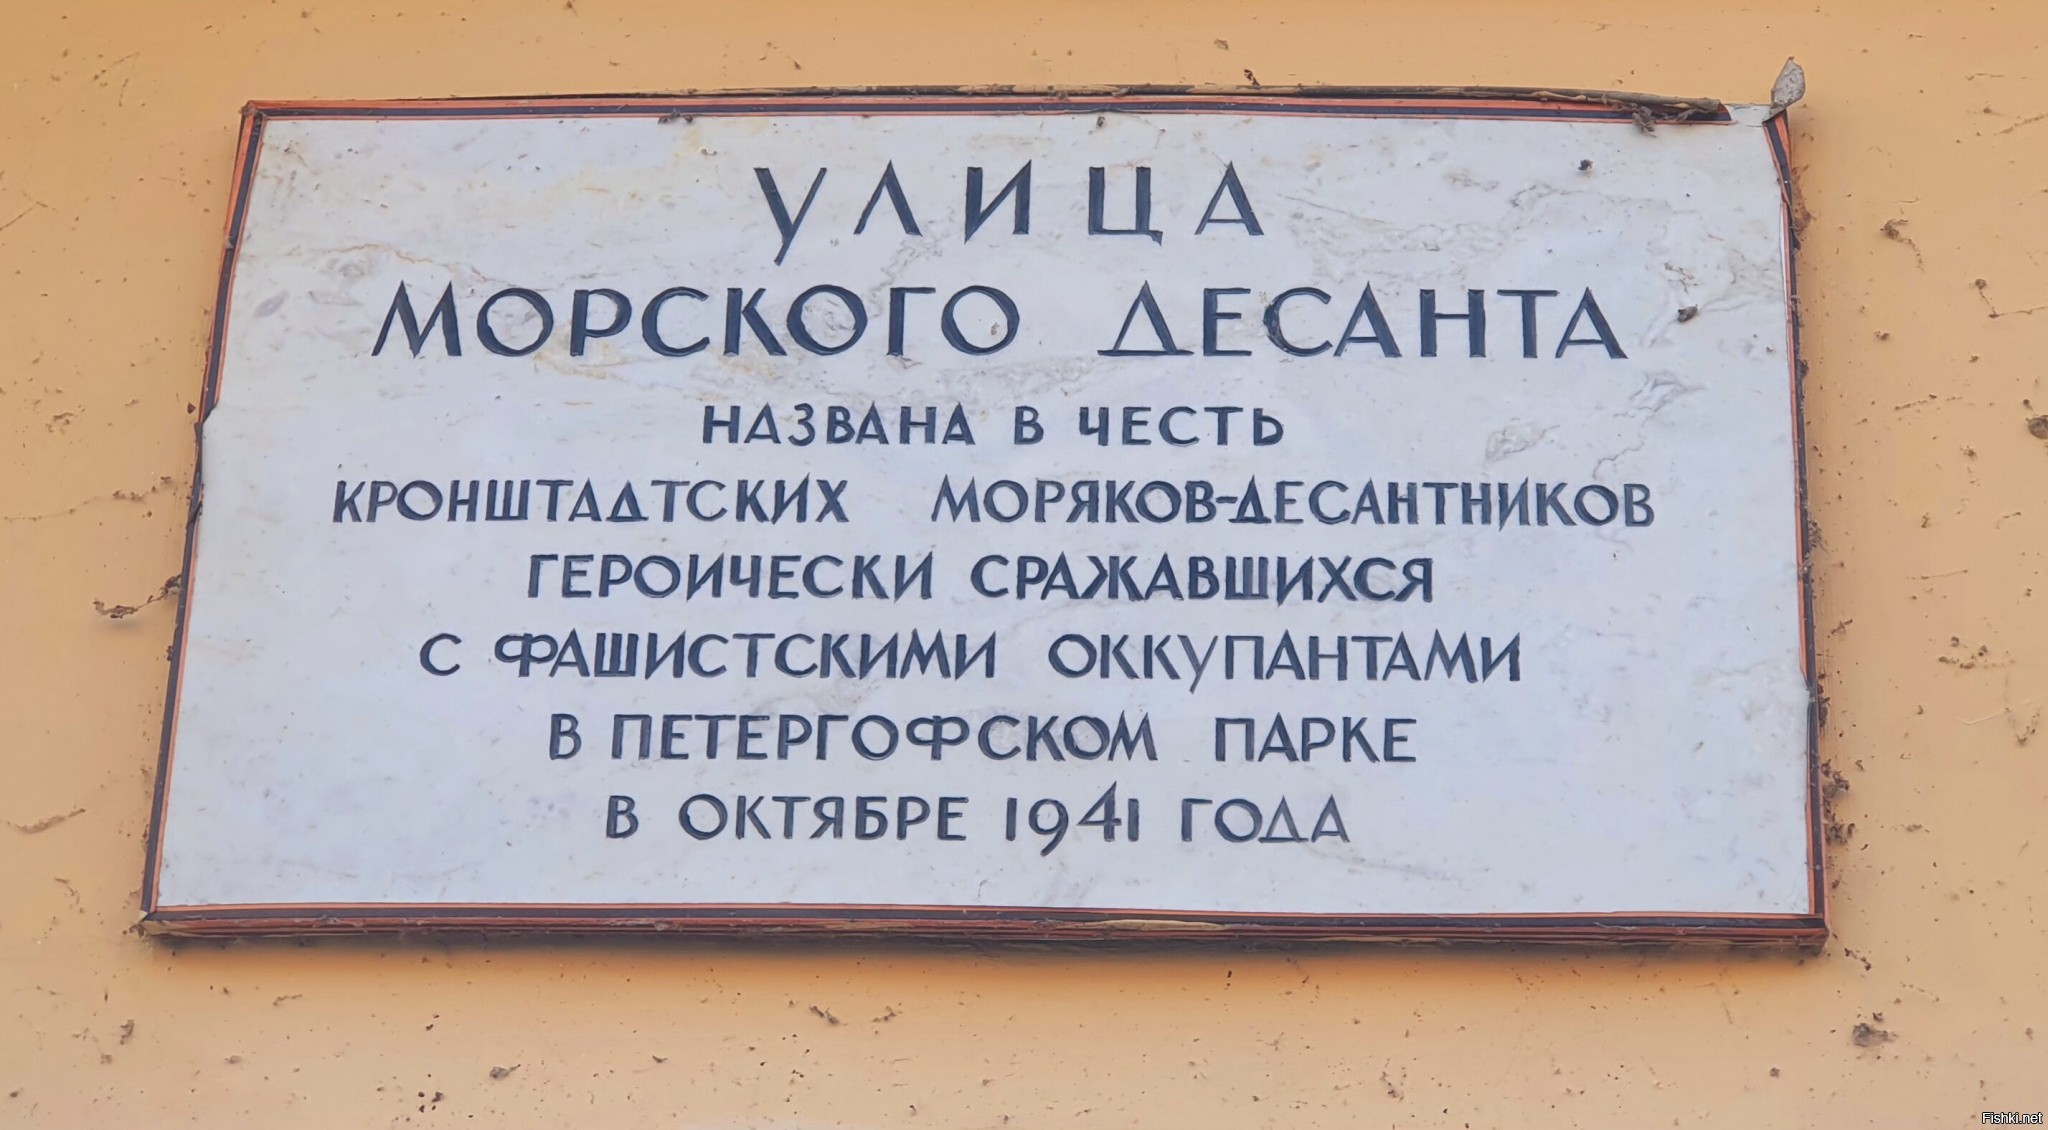 УЛИЦА
МОРСКОГО ДЕСАНТА
НАЗВАНА В ЧЕСТЬ
КРОНШТАДТСКИХ МОРЯКОВ-ДЕСАНТНИКОВ
ГЕРОИЧЕСКИ СРАЖАВШИХСЯ
С ФАШИСТСКИМИ ОККУПАНТАМИ
В ПЕТЕРГОФСКОМ ПАРКЕ
В ОКТЯБРЕ 1941 ГОДА
Fishki.net